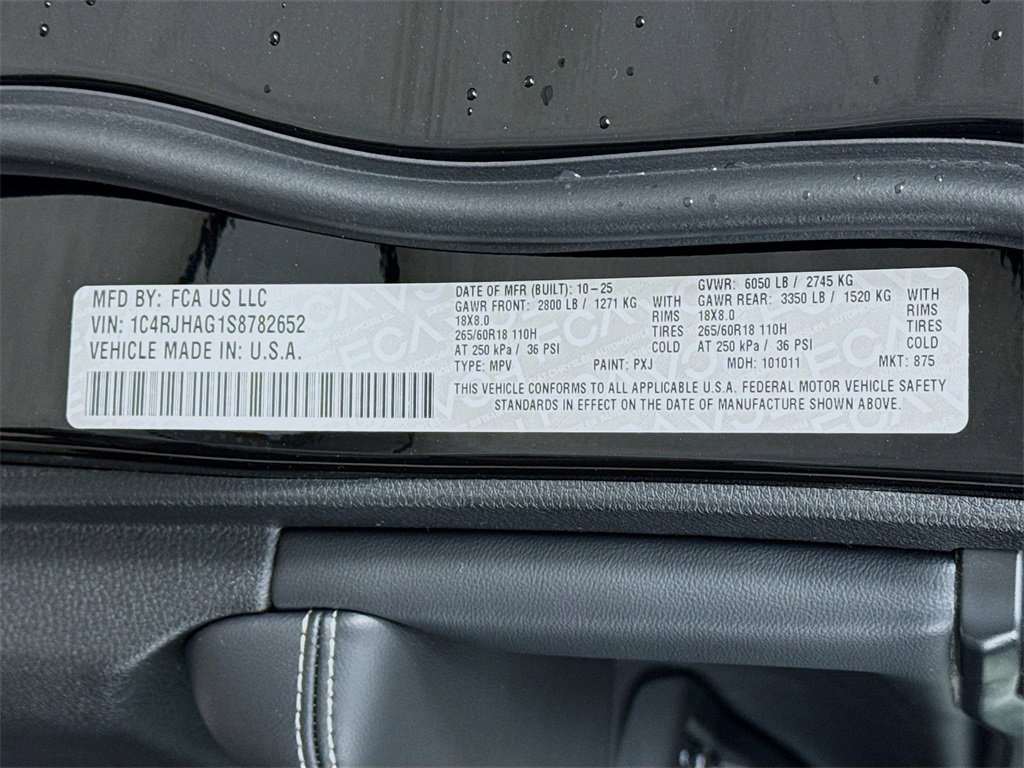 MFD BY: FCA US LLC
VIN: 1C4RJHAG1S8782652
VEHICLE MADE IN: U.S.A.
DATE OF MFR (BUILT): 10-25 GVWR: 6050 LB / 2745 KG
GAWR FRONT: 2800 LB / 1271 KG WITH GAWR REAR: 3350 LB / 1520 KG WITH
18X8.0 RIMS 18X8.0 RIMS
265/60R18 110H TIRES 265/60R18 110H TIRES
AT 250 kPa / 36 PSI COLD AT 250 kPa / 36 PSI COLD
TYPE: MPV PAINT: PXJ MDH: 101011 MKT: 875
THIS VEHICLE CONFORMS TO ALL APPLICABLE U.S.A. FEDERAL MOTOR VEHICLE SAFETY
STANDARDS IN EFFECT ON THE DATE OF MANUFACTURE SHOWN ABOVE.